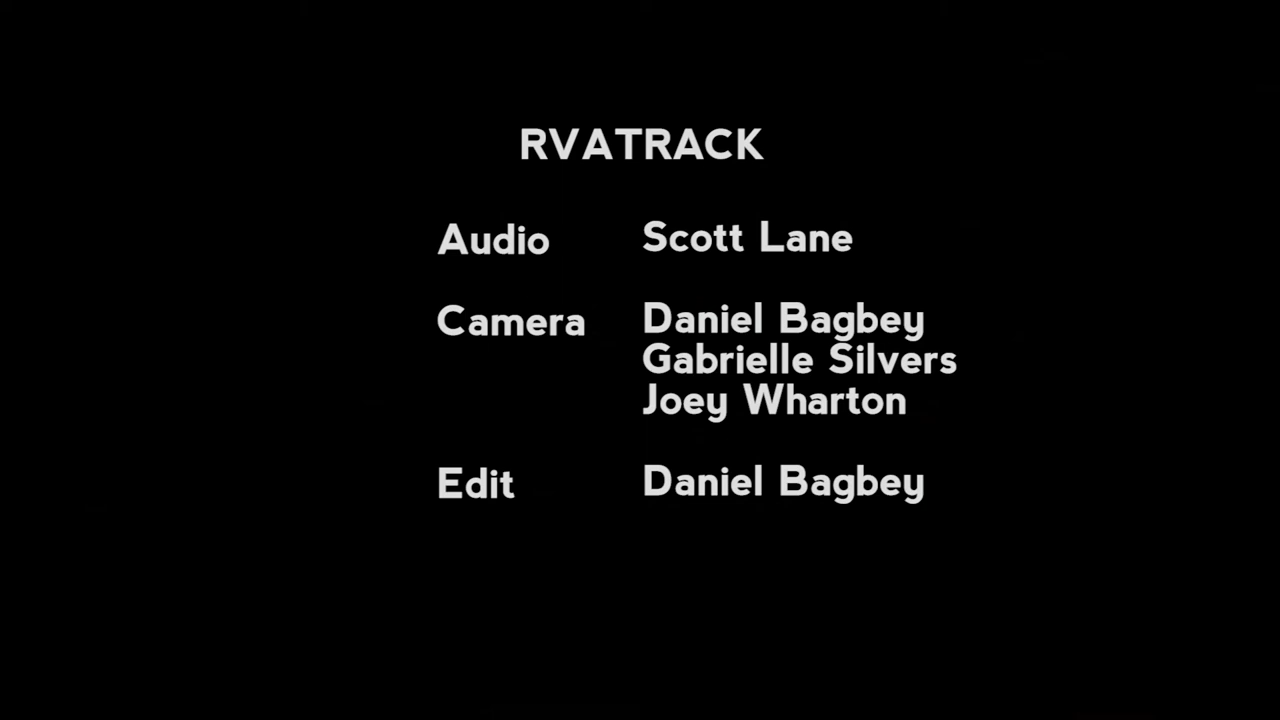 RVATRACK
Audio Scott Lane
Camera Daniel Bagbey
Gabrielle Silvers
Joey Wharton
Edit Daniel Bagbey